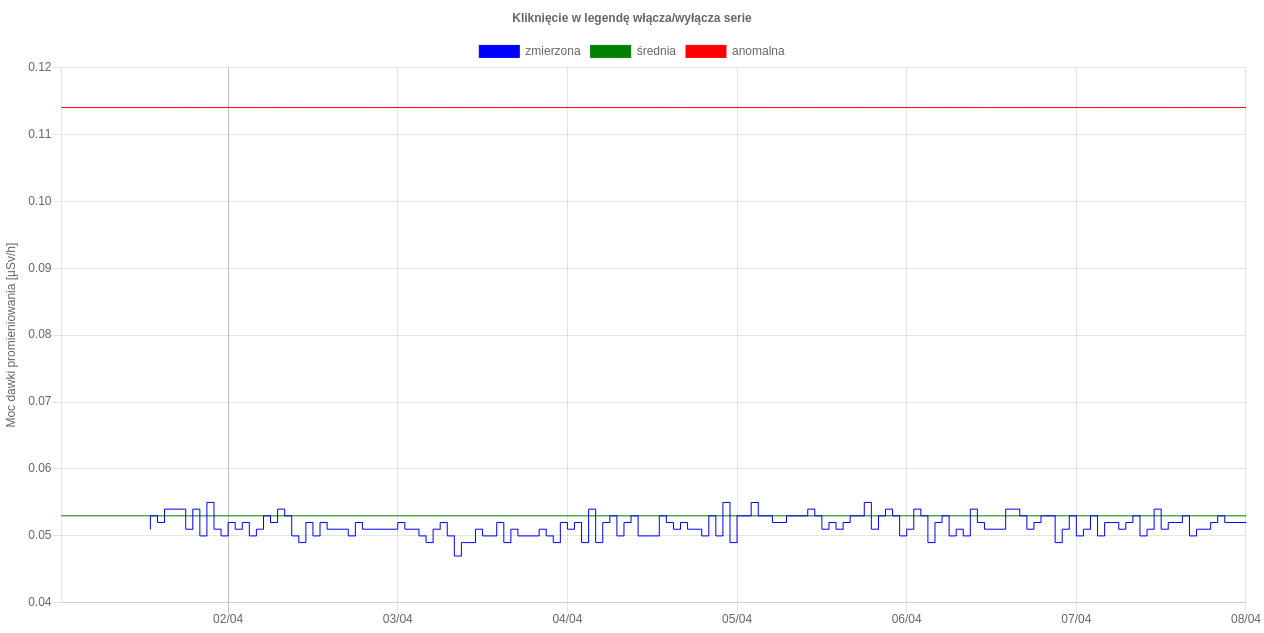 Kliknięcie w legendę włącza/wyłącza serie
zmierzona średnia anomalna
Moc dawki promieniowania [µSv/h]
0.12
0.11
0.10
0.09
0.08
0.07
0.06
0.05
0.04
02/04 03/04 04/04 05/04 06/04 07/04 08/04